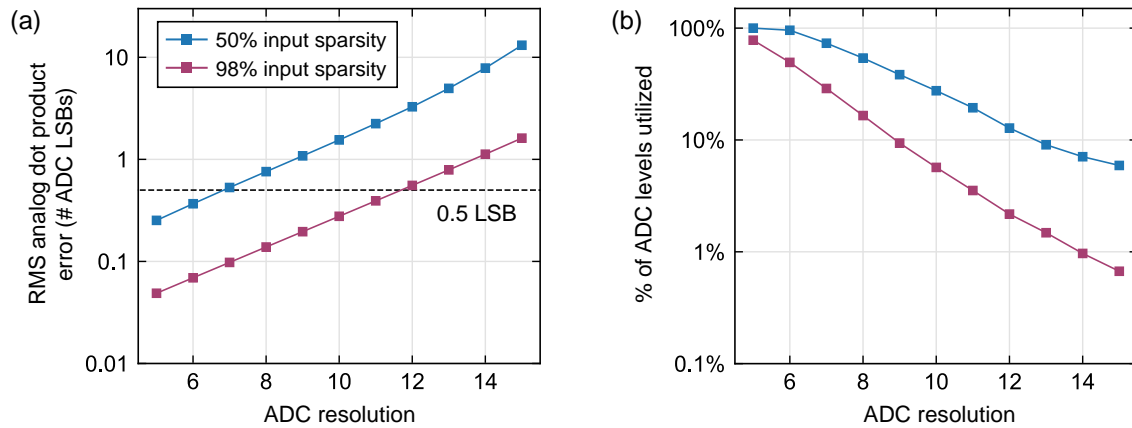 (a)
RMS analog dot product
error (# ADC LSBs)
10
1
0.1
0.01
50% input sparsity
98% input sparsity
0.5 LSB
6 8 10 12 14
ADC resolution
(b)
% of ADC levels utilized
100%
10%
1%
0.1%
6 8 10 12 14
ADC resolution